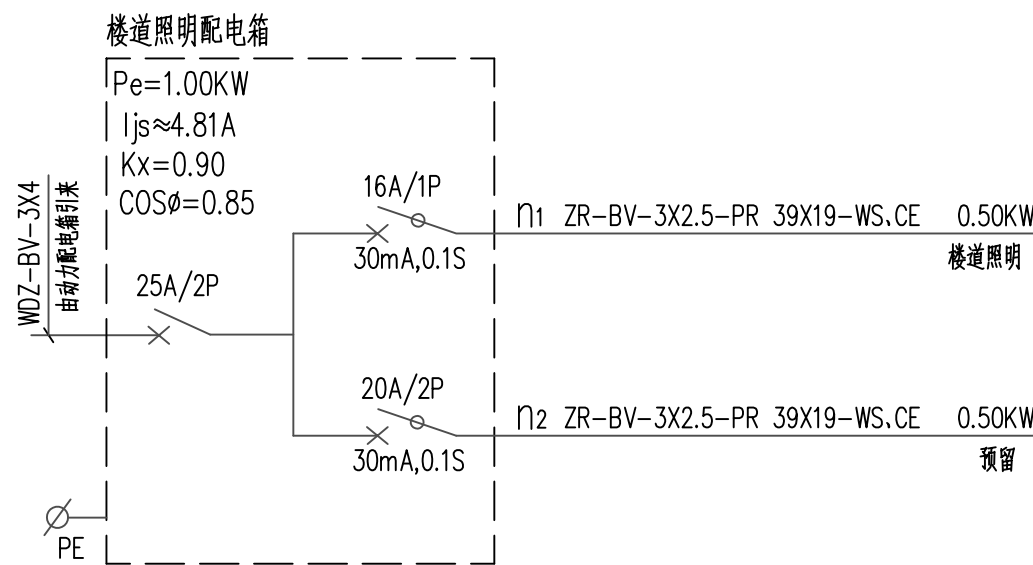 楼道照明配电箱
Pe=1.00KW
Ijs≈4.81A
Kx=0.90
COSø=0.85
WDZ-BV-3X4
由动力配电箱引来
25A/2P
16A/1P
30mA,0.1S
n1 ZR-BV-3X2.5-PR 39X19-WS、CE 0.50KW
楼道照明
20A/2P
30mA,0.1S
n2 ZR-BV-3X2.5-PR 39X19-WS、CE 0.50KW
预留
PE